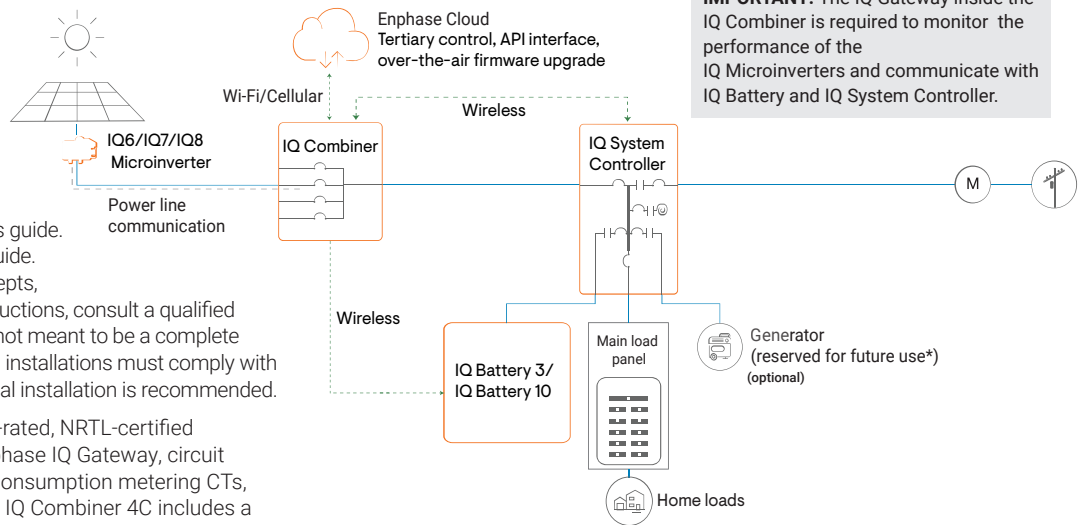 IMPORTANT: The IQ Gateway inside the
IQ Combiner is required to monitor the
performance of the
IQ Microinverters and communicate with
IQ Battery and IQ System Controller.
Enphase Cloud
Tertiary control, API interface,
over-the-air firmware upgrade
Wi-Fi/Cellular
Wireless
IQ6/IQ7/IQ8
Microinverter
IQ Combiner
IQ System
Controller
M
Power line
communication
s guide.
uide.
epts,
uctions, consult a qualified
not meant to be a complete
installations must comply with
al installation is recommended.
-rated, NRTL-certified
phase IQ Gateway, circuit
onsumption metering CTs,
IQ Combiner 4C includes a
Wireless
IQ Battery 3/
IQ Battery 10
Main load
panel
Generator
(reserved for future use*)
(optional)
Home loads